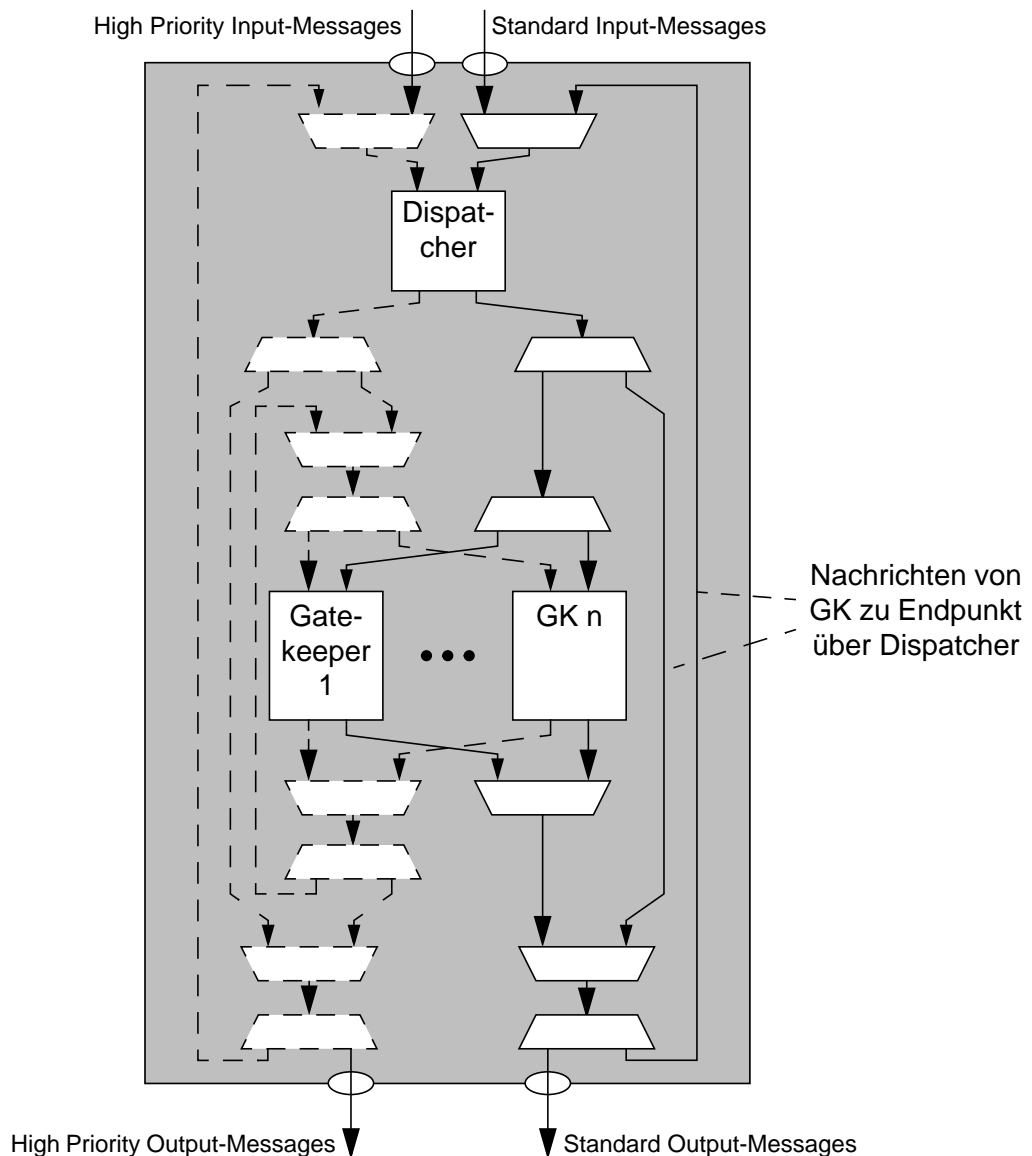 High Priority Input-Messages
Standard Input-Messages
Dispat-
cher
Gate-
keeper
1
GK n
Nachrichten von
GK zu Endpunkt
über Dispatcher
High Priority Output-Messages
Standard Output-Messages